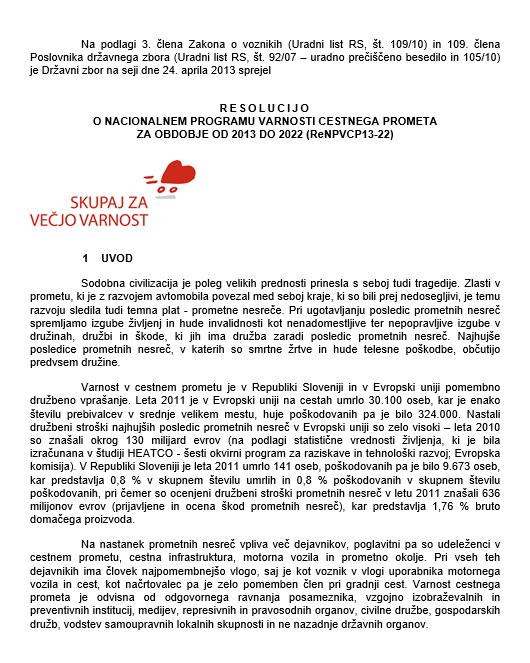 Na podlagi 3. člena Zakona o voznikih (Uradni list RS, št. 109/10) in 109. člena
Poslovnika državnega zbora (Uradni list RS, št. 92/07 – uradno prečiščeno besedilo in 105/10)
je Državni zbor na seji dne 24. aprila 2013 sprejel
R E S O L U C I J O
O NACIONALNEM PROGRAMU VARNOSTI CESTNEGA PROMETA
ZA OBDOBJE OD 2013 DO 2022 (ReNPVCP13-22)
SKUPAJ ZA
VEČJO VARNOST
1 UVOD
Sodobna civilizacija je poleg velikih prednosti prinesla s seboj tudi tragedije. Zlasti v
prometu, ki je z razvojem avtomobila povezal med seboj kraje, ki so bili prej nedosegljivi, je temu
razvoju sledila tudi temna plat - prometne nesreče. Pri ugotavljanju posledic prometnih nesreč
spremljamo izgube življenj in hude invalidnosti kot nenadomestljive ter nepopravljive izgube v
družinah, družbi in škode, ki jih ima družba zaradi posledic prometnih nesreč. Najhujše
posledice prometnih nesreč, v katerih so smrtne žrtve in hude telesne poškodbe, občutijo
predvsem družine.
Varnost v cestnem prometu je v Republiki Sloveniji in v Evropski uniji pomembno
družbeno vprašanje. Leta 2011 je v Evropski uniji na cestah umrlo 30.100 oseb, kar je enako
številu prebivalcev v srednje velikem mestu, huje poškodovanih pa je bilo 324.000. Nastali
družbeni stroški najhujših posledic prometnih nesreč v Evropski uniji so zelo visoki – leta 2010
so znašali okrog 130 milijard evrov (na podlagi statistične vrednosti življenja, ki je bila
izračunana v študiji HEATCO - šesti okvirni program za raziskave in tehnološki razvoj; Evropska
komisija). V Republiki Sloveniji je leta 2011 umrlo 141 oseb, poškodovanih pa je bilo 9.673 oseb,
kar predstavlja 0,8 % v skupnem številu umrlih in 0,8 % poškodovanih v skupnem številu
poškodovanih, pri čemer so ocenjeni družbeni stroški prometnih nesreč v letu 2011 znašali 636
milijonov evrov (prijavljene in ocena škod prometnih nesreč), kar predstavlja 1,76 % bruto
domačega proizvoda.
Na nastanek prometnih nesreč vpliva več dejavnikov, poglavitni pa so udeleženci v
cestnem prometu, cestna infrastruktura, motorna vozila in prometno okolje. Pri vseh teh
dejavnikih ima človek najpomembnejšo vlogo, saj je kot voznik v vlogi uporabnika motornega
vozila in cest, kot načrtovalec pa je zelo pomemben člen pri gradnji cest. Varnost cestnega
prometa je odvisna od odgovornega ravnanja posameznika, vzgojno izobraževalnih in
preventivnih institucij, medijev, represivnih in pravosodnih organov, civilne družbe, gospodarskih
družb, vodstev samoupravnih lokalnih skupnosti in ne nazadnje državnih organov.